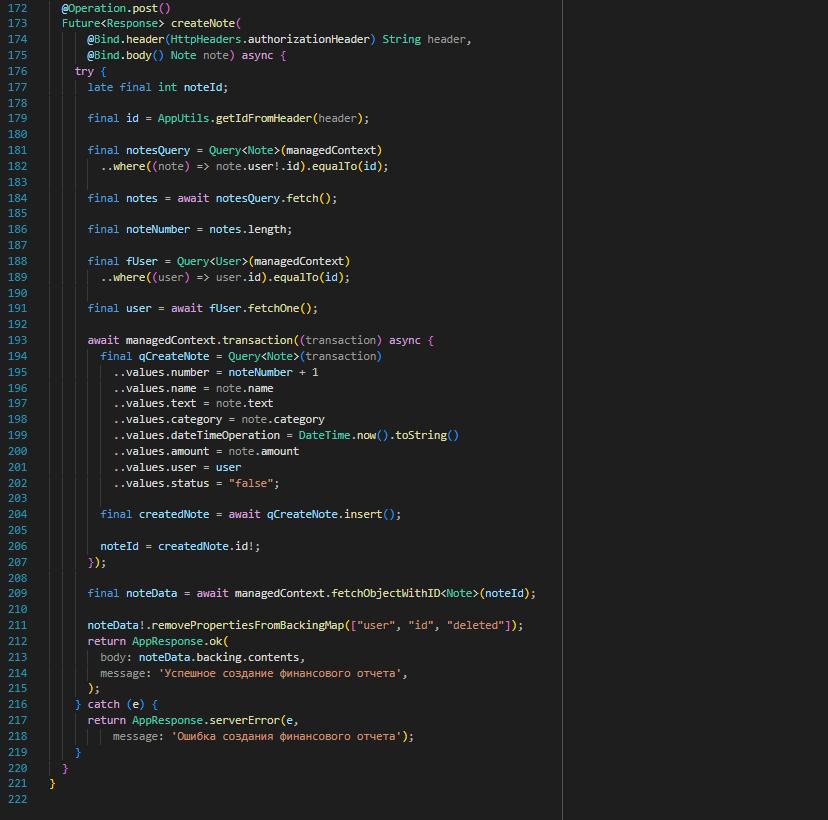 172 @Operation.post()
173 Future<Response> createNote(
174 @Bind.header(HttpHeaders.authorizationHeader) String header,
175 @Bind.body() Note note) async {
176 try {
177 late final int noteId;
178
179 final id = AppUtils.getIdFromHeader(header);
180
181 final notesQuery = Query<Note>(managedContext)
182 ..where((note) => note.user!.id).equalTo(id);
183
184 final notes = await notesQuery.fetch();
185
186 final noteNumber = notes.length;
187
188 final fUser = Query<User>(managedContext)
189 ..where((user) => user.id).equalTo(id);
190
191 final user = await fUser.fetchOne();
192
193 await managedContext.transaction((transaction) async {
194 final qCreateNote = Query<Note>(transaction)
195 ..values.number = noteNumber + 1
196 ..values.name = note.name
197 ..values.text = note.text
198 ..values.category = note.category
199 ..values.dateTimeOperation = DateTime.now().toString()
200 ..values.amount = note.amount
201 ..values.user = user
202 ..values.status = "false";
203
204 final createdNote = await qCreateNote.insert();
205
206 noteId = createdNote.id!;
207 });
208
209 final noteData = await managedContext.fetchObjectWithID<Note>(noteId);
210
211 noteData!.removePropertiesFromBackingMap(["user", "id", "deleted"]);
212 return AppResponse.ok(
213 body: noteData.backing.contents,
214 message: 'Успешное создание финансового отчета',
215 );
216 } catch (e) {
217 return AppResponse.serverError(e,
218 message: 'Ошибка создания финансового отчета');
219 }
220 }
221 }
222